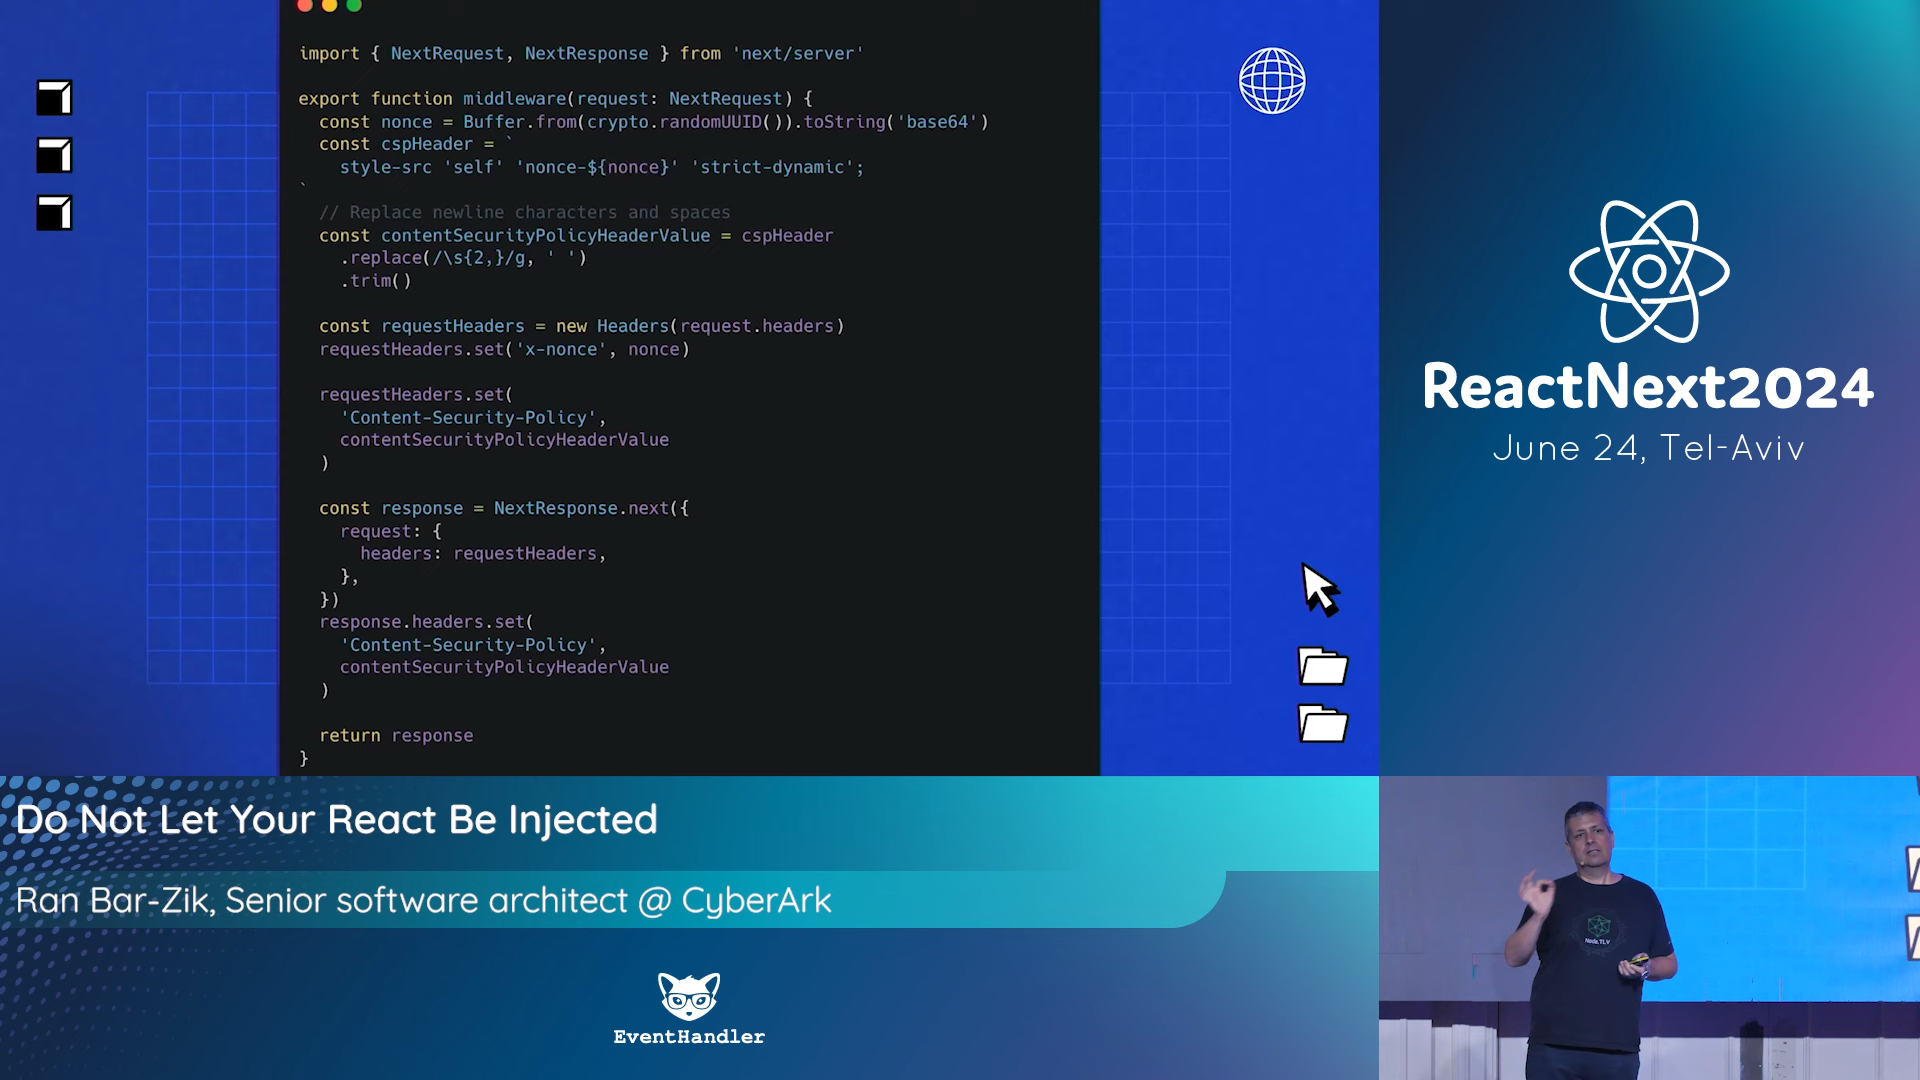 import { NextRequest, NextResponse } from 'next/server'
export function middleware(request: NextRequest) {
const nonce = Buffer.from(crypto.randomUUID()).toString('base64')
const cspHeader = `
style-src 'self' 'nonce-${nonce}' 'strict-dynamic';
`
// Replace newline characters and spaces
const contentSecurityPolicyHeaderValue = cspHeader
.replace(/\s{2,}/g, ' ')
.trim()
const requestHeaders = new Headers(request.headers)
requestHeaders.set('x-nonce', nonce)
requestHeaders.set(
'Content-Security-Policy',
contentSecurityPolicyHeaderValue
)
const response = NextResponse.next({
request: {
headers: requestHeaders,
},
})
response.headers.set(
'Content-Security-Policy',
contentSecurityPolicyHeaderValue
)
return response
}
ReactNext2024
June 24, Tel-Aviv
Do Not Let Your React Be Injected
Ran Bar-Zik, Senior software architect @ CyberArk
EventHandler
Node.TLV